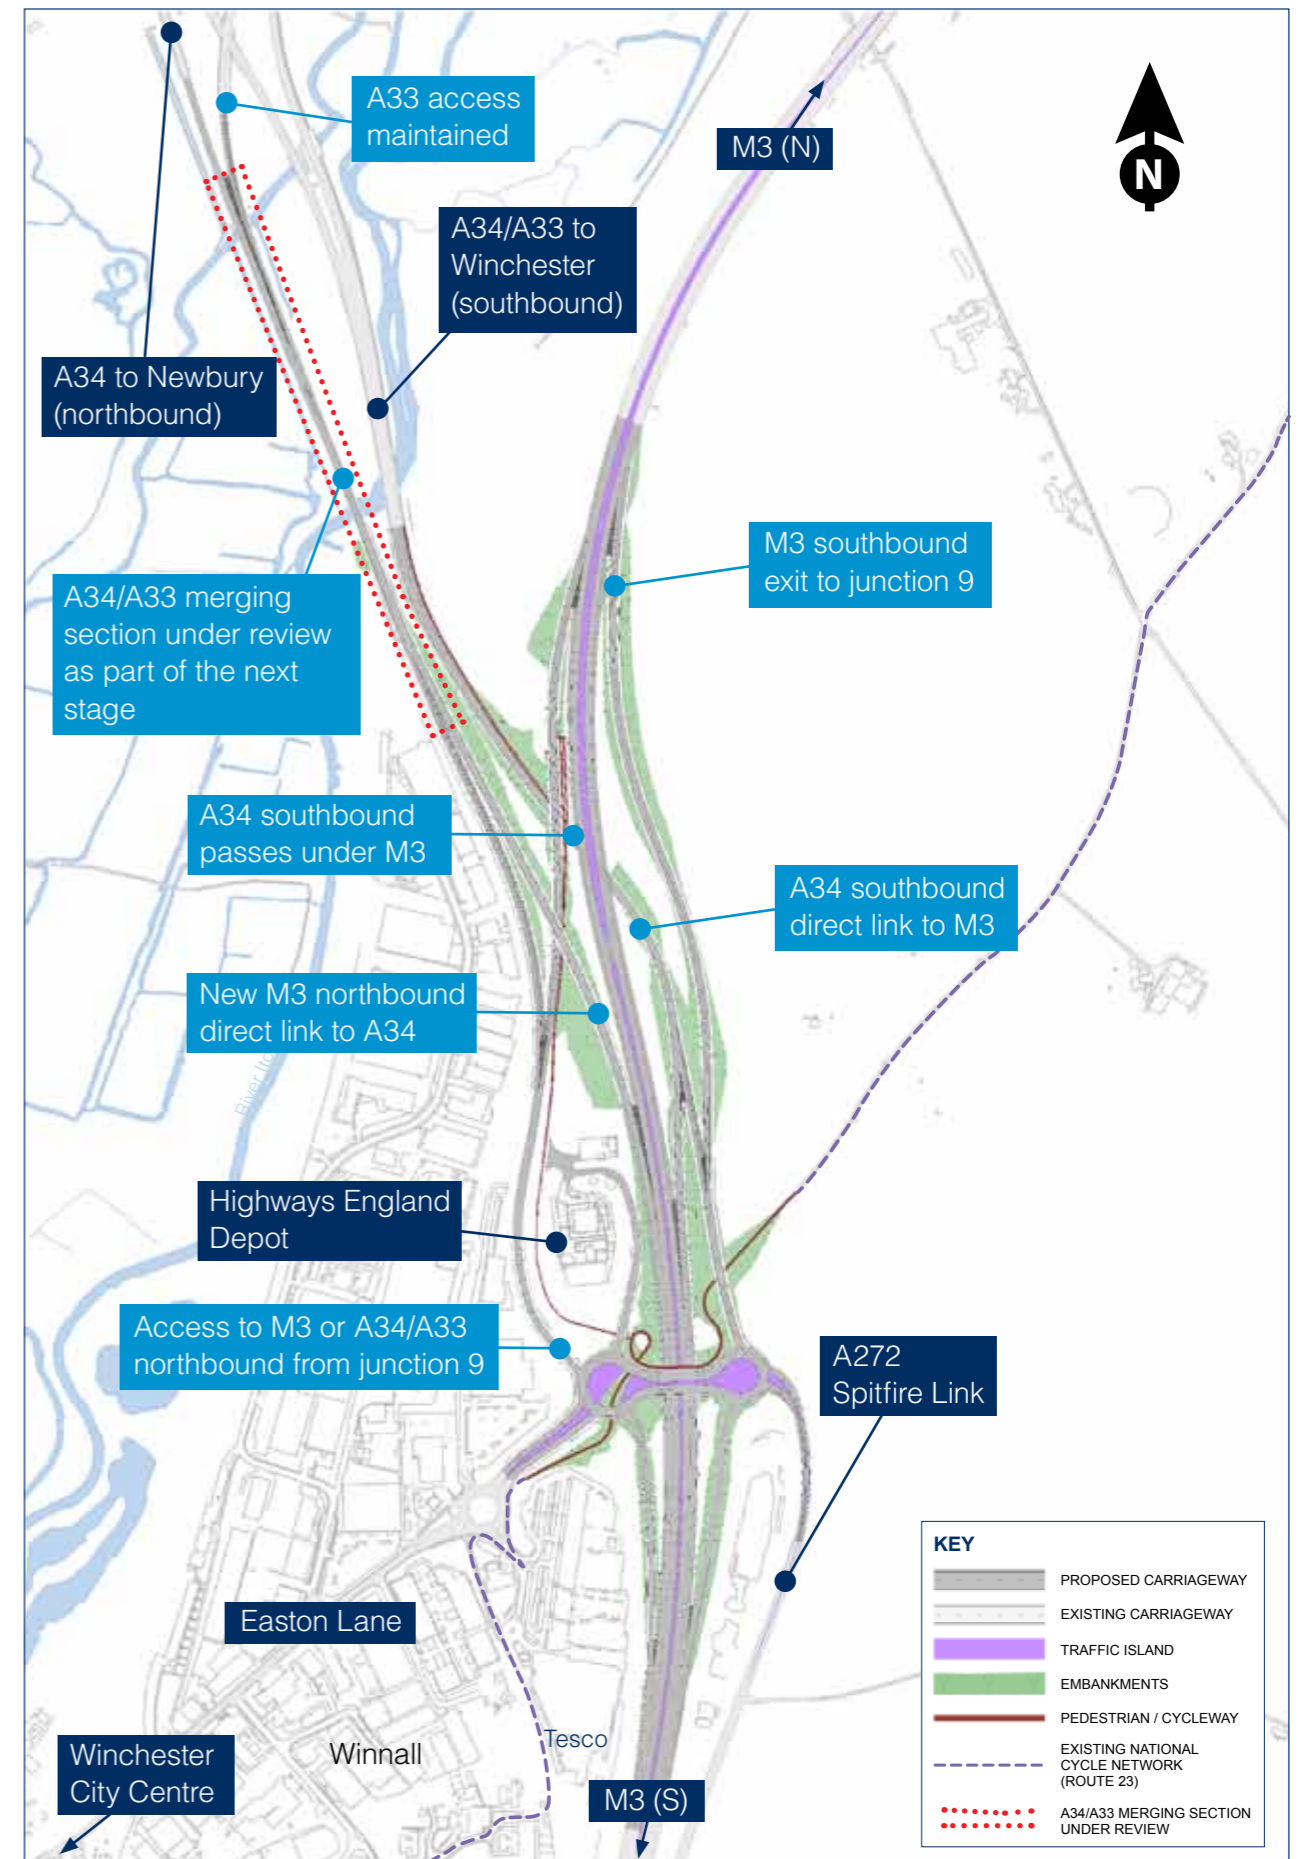 A33 access
maintained
M3 (N)
N
A34/A33 to
Winchester
(southbound)
A34 to Newbury
(northbound)
M3 southbound
exit to junction 9
A34/A33 merging
section under review
as part of the next
stage
A34 southbound
passes under M3
A34 southbound
direct link to M3
New M3 northbound
direct link to A34
River
Highways England
Depot
Access to M3 or A34/A33
northbound from junction 9
A272
Spitfire Link
Easton Lane
Winnall
Tesco
Winchester
City Centre
M3 (S)
KEY
PROPOSED CARRIAGEWAY
EXISTING CARRIAGEWAY
TRAFFIC ISLAND
EMBANKMENTS
PEDESTRIAN / CYCLEWAY
EXISTING NATIONAL
CYCLE NETWORK
(ROUTE 23)
A34/A33 MERGING SECTION
UNDER REVIEW